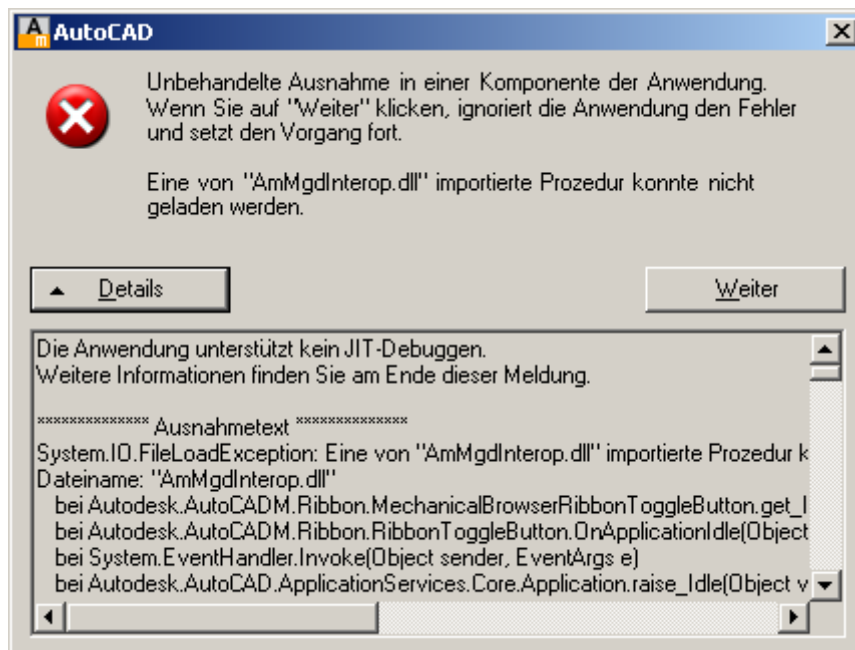 AutoCAD
Unbehandelte Ausnahme in einer Komponente der Anwendung.
Wenn Sie auf "Weiter" klicken, ignoriert die Anwendung den Fehler
und setzt den Vorgang fort.
Eine von "AmMgdInterop.dll" importierte Prozedur konnte nicht
geladen werden.
Details
Weiter
Die Anwendung unterstützt kein JIT-Debuggen.
Weitere Informationen finden Sie am Ende dieser Meldung.
************** Ausnahmetext **************
System.IO.FileLoadException: Eine von "AmMgdInterop.dll" importierte Prozedur k
Dateiname: "AmMgdInterop.dll"
bei Autodesk.AutoCADM.Ribbon.MechanicalBrowserRibbonToggleButton.get_I
bei Autodesk.AutoCADM.Ribbon.RibbonToggleButton.OnApplicationIdle(Object
bei System.EventHandler.Invoke(Object sender, EventArgs e)
bei Autodesk.AutoCAD.ApplicationServices.Core.Application.raise_Idle(Object v